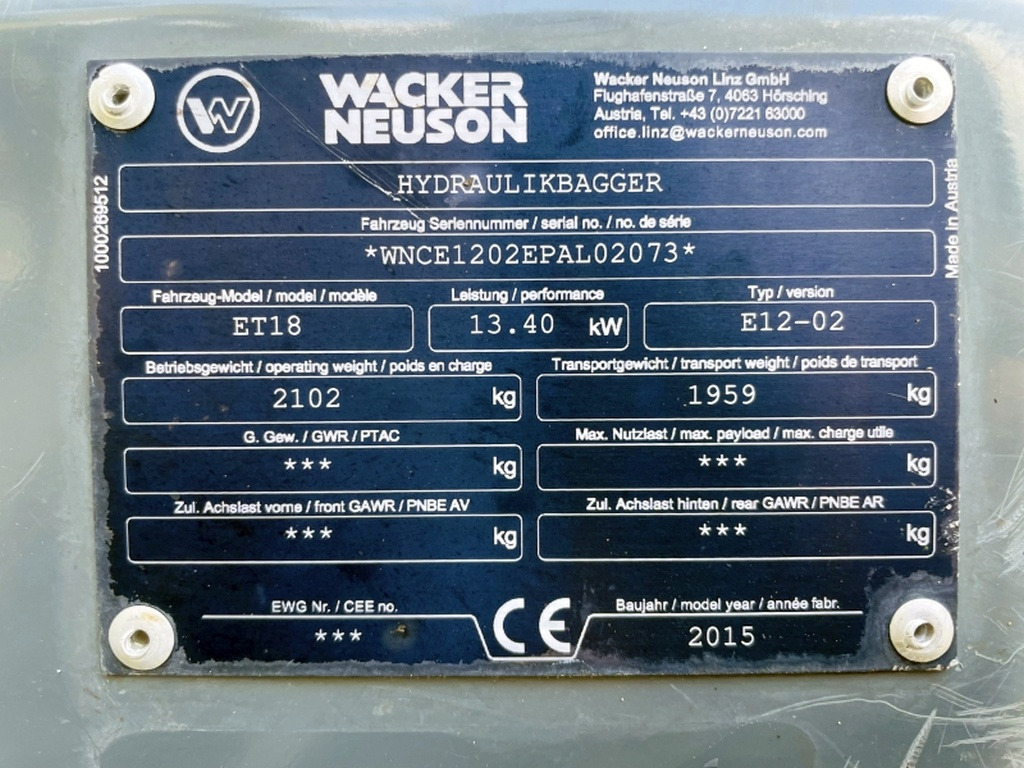 W
WACKER
NEUSON
Wacker Neuson Linz GmbH
Flughafenstraße 7, 4063 Hörsching
Austria, Tel. +43 (0)7221 63000
office.linz@wackerneuson.com
1000269512
Made in Austria
HYDRAULIKBAGGER
Fahrzeug Seriennummer / serial no. / no. de série
*WNCE1202EPAL02073*
Fahrzeug-Model / model / modèle
Leistung / performance
Typ / version
ET18
13.40 kW
E12-02
Betriebsgewicht / operating weight / poids en charge
Transportgewicht / transport weight / poids de transport
2102 kg
1959 kg
G. Gew. / GWR / PTAC
Max. Nutzlast / max. payload / max. charge utile
*** kg
*** kg
Zul. Achslast vorne / front GAWR / PNBE AV
Zul. Achslast hinten / rear GAWR / PNBE AR
*** kg
*** kg
EWG Nr. / CEE no.
CE
Baujahr / model year / année fabr.
***
2015